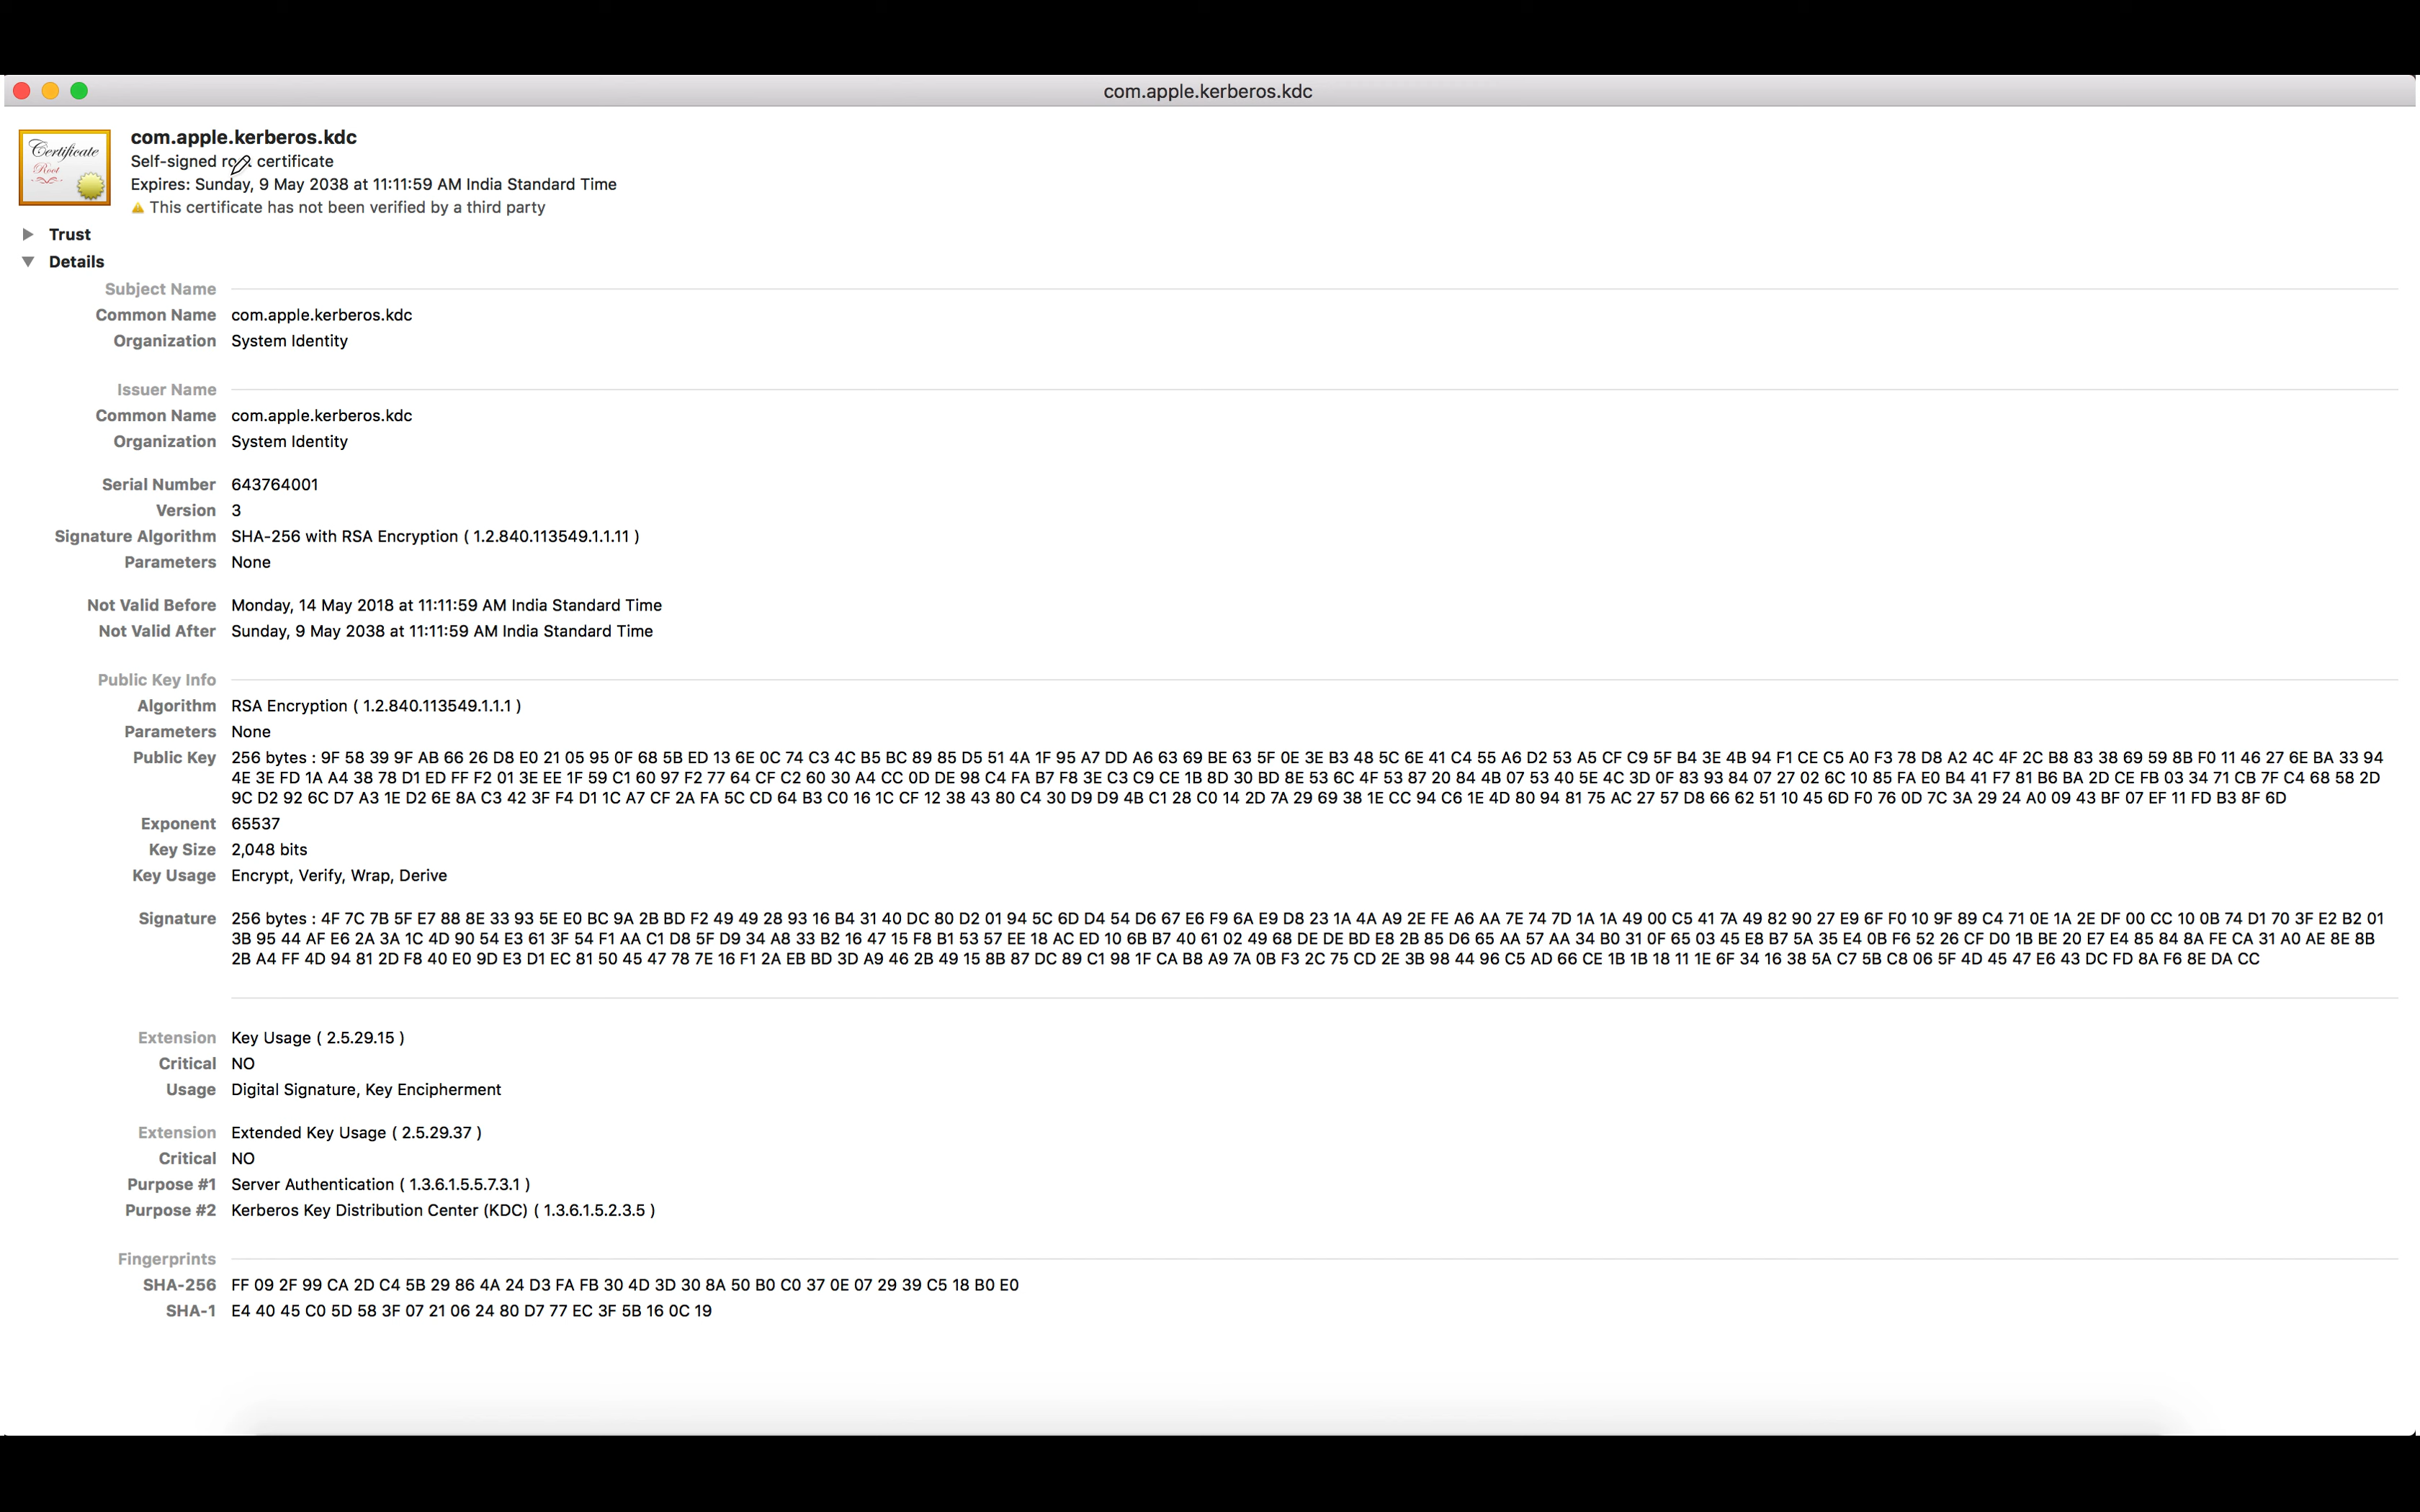 com.apple.kerberos.kdc
Certificate
Root
com.apple.kerberos.kdc
Self-signed root certificate
Expires: Sunday, 9 May 2038 at 11:11:59 AM India Standard Time
This certificate has not been verified by a third party
Trust
Details
Subject Name
Common Name com.apple.kerberos.kdc
Organization System Identity
Issuer Name
Common Name com.apple.kerberos.kdc
Organization System Identity
Serial Number 643764001
Version 3
Signature Algorithm SHA-256 with RSA Encryption ( 1.2.840.113549.1.1.11 )
Parameters None
Not Valid Before Monday, 14 May 2018 at 11:11:59 AM India Standard Time
Not Valid After Sunday, 9 May 2038 at 11:11:59 AM India Standard Time
Public Key Info
Algorithm RSA Encryption ( 1.2.840.113549.1.1.1 )
Parameters None
Public Key 256 bytes : 9F 58 39 9F AB 66 26 D8 E0 21 05 95 0F 68 5B ED 13 6E 0C 74 C3 4C B5 BC 89 85 D5 51 4A 1F 95 A7 DD A6 63 69 BE 63 5F 0E 3E B3 48 5C 6E 41 C4 55 A6 D2 53 A5 CF C9 5F B4 3E 4B 94 F1 CE C5 A0 F3 78 D8 A2 4C 4F 2C B8 83 38 69 59 8B F0 11 46 27 6E BA 33 94
4E 3E FD 1A A4 38 78 D1 ED FF F2 01 3E EE 1F 59 C1 60 97 F2 77 64 CF C2 60 30 A4 CC 0D DE 98 C4 FA B7 F8 3E C3 C9 CE 1B 8D 30 BD 8E 53 6C 4F 53 87 20 84 4B 07 53 40 5E 4C 3D 0F 83 93 84 07 27 02 6C 10 85 FA E0 B4 41 F7 81 B6 BA 2D CE FB 03 34 71 CB 7F C4 68 58 2D
9C D2 92 6C D7 A3 1E D2 6E 8A C3 42 3F F4 D1 1C A7 CF 2A FA 5C CD 64 B3 C0 16 1C CF 12 38 43 80 C4 30 D9 D9 4B C1 28 C0 14 2D 7A 29 69 38 1E CC 94 C6 1E 4D 80 94 81 75 AC 27 57 D8 66 62 51 10 45 6D F0 76 0D 7C 3A 29 24 A0 09 43 BF 07 EF 11 FD B3 8F 6D
Exponent 65537
Key Size 2,048 bits
Key Usage Encrypt, Verify, Wrap, Derive
Signature 256 bytes : 4F 7C 7B 5F E7 88 8E 33 93 5E E0 BC 9A 2B BD F2 49 49 28 93 16 B4 31 40 DC 80 D2 01 94 5C 6D D4 54 D6 67 E6 F9 6A E9 D8 23 1A 4A A9 2E FE A6 AA 7E 74 7D 1A 1A 49 00 C5 41 7A 49 82 90 27 E9 6F F0 10 9F 89 C4 71 0E 1A 2E DF 00 CC 10 0B 74 D1 70 3F E2 B2 01
3B 95 44 AF E6 2A 3A 1C 4D 90 54 E3 61 3F 54 F1 AA C1 D8 5F D9 34 A8 33 B2 16 47 15 F8 B1 53 57 EE 18 AC ED 10 6B B7 40 61 02 49 68 DE DE BD E8 2B 85 D6 65 AA 57 AA 34 B0 31 0F 65 03 45 E8 B7 5A 35 E4 0B F6 52 26 CF D0 1B BE 20 E7 E4 85 84 8A FE CA 31 A0 AE 8E 8B
2B A4 FF 4D 94 81 2D F8 40 E0 9D E3 D1 EC 81 50 45 47 78 7E 16 F1 2A EB BD 3D A9 46 2B 49 15 8B 87 DC 89 C1 98 1F CA B8 A9 7A 0B F3 2C 75 CD 2E 3B 98 44 96 C5 AD 66 CE 1B 1B 18 11 1E 6F 34 16 38 5A C7 5B C8 06 5F 4D 45 47 E6 43 DC FD 8A F6 8E DA CC
Extension Key Usage ( 2.5.29.15 )
Critical NO
Usage Digital Signature, Key Encipherment
Extension Extended Key Usage ( 2.5.29.37 )
Critical NO
Purpose #1 Server Authentication ( 1.3.6.1.5.5.7.3.1 )
Purpose #2 Kerberos Key Distribution Center (KDC) ( 1.3.6.1.5.2.3.5 )
Fingerprints
SHA-256 FF 09 2F 99 CA 2D C4 5B 29 86 4A 24 D3 FA FB 30 4D 3D 30 8A 50 B0 C0 37 0E 07 29 39 C5 18 B0 E0
SHA-1 E4 40 45 C0 5D 58 3F 07 21 06 24 80 D7 77 EC 3F 5B 16 0C 19